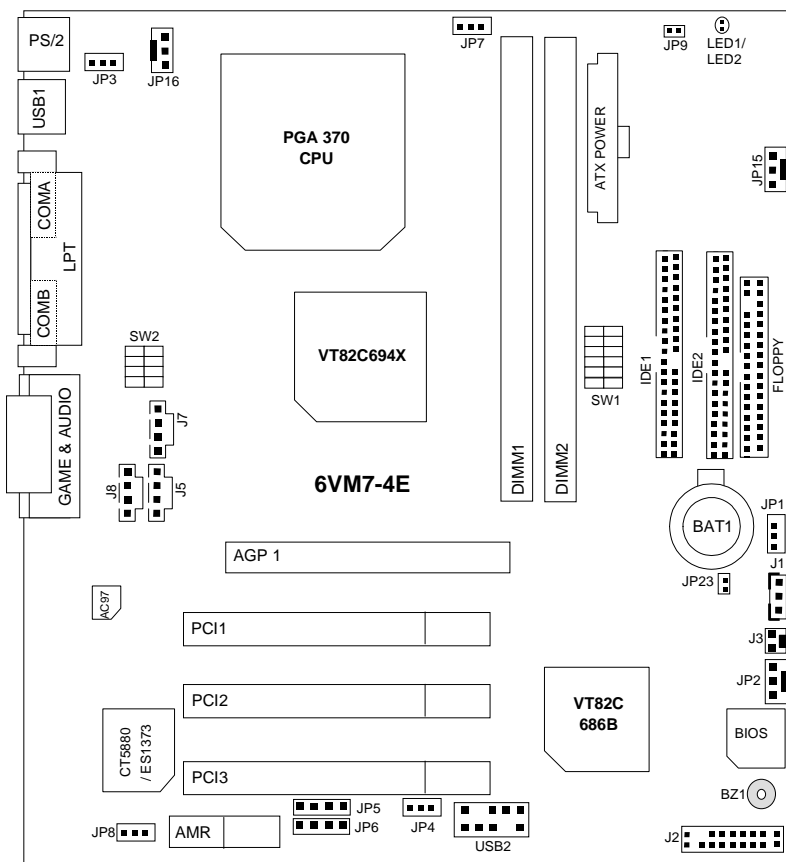 PS/2
JP3
JP16
JP7
JP9
LED1/
LED2
USB1
PGA 370
CPU
ATX POWER
JP15
COMA
LPT
COMB
SW2
VT82C694X
SW1
IDE1
IDE2
FLOPPY
GAME & AUDIO
J7
J8
J5
6VM7-4E
DIMM1
DIMM2
BAT1
JP1
AGP 1
JP23
J1
AC97
PCI1
J3
JP2
PCI2
VT82C
686B
BIOS
CT5880
/ ES1373
PCI3
BZ1
JP8
AMR
JP5
JP6
JP4
USB2
J2